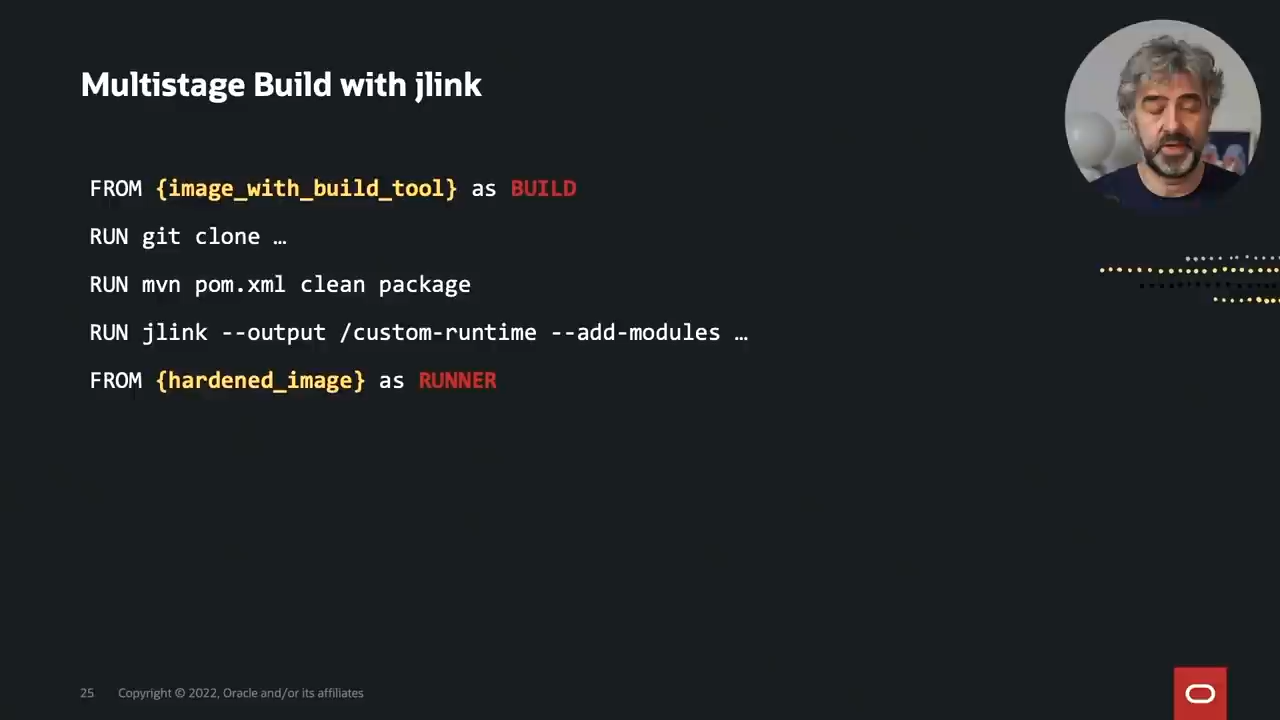 Multistage Build with jlink
FROM {image_with_build_tool} as BUILD
RUN git clone …
RUN mvn pom.xml clean package
RUN jlink --output /custom-runtime --add-modules …
FROM {hardened_image} as RUNNER
25 Copyright © 2022, Oracle and/or its affiliates